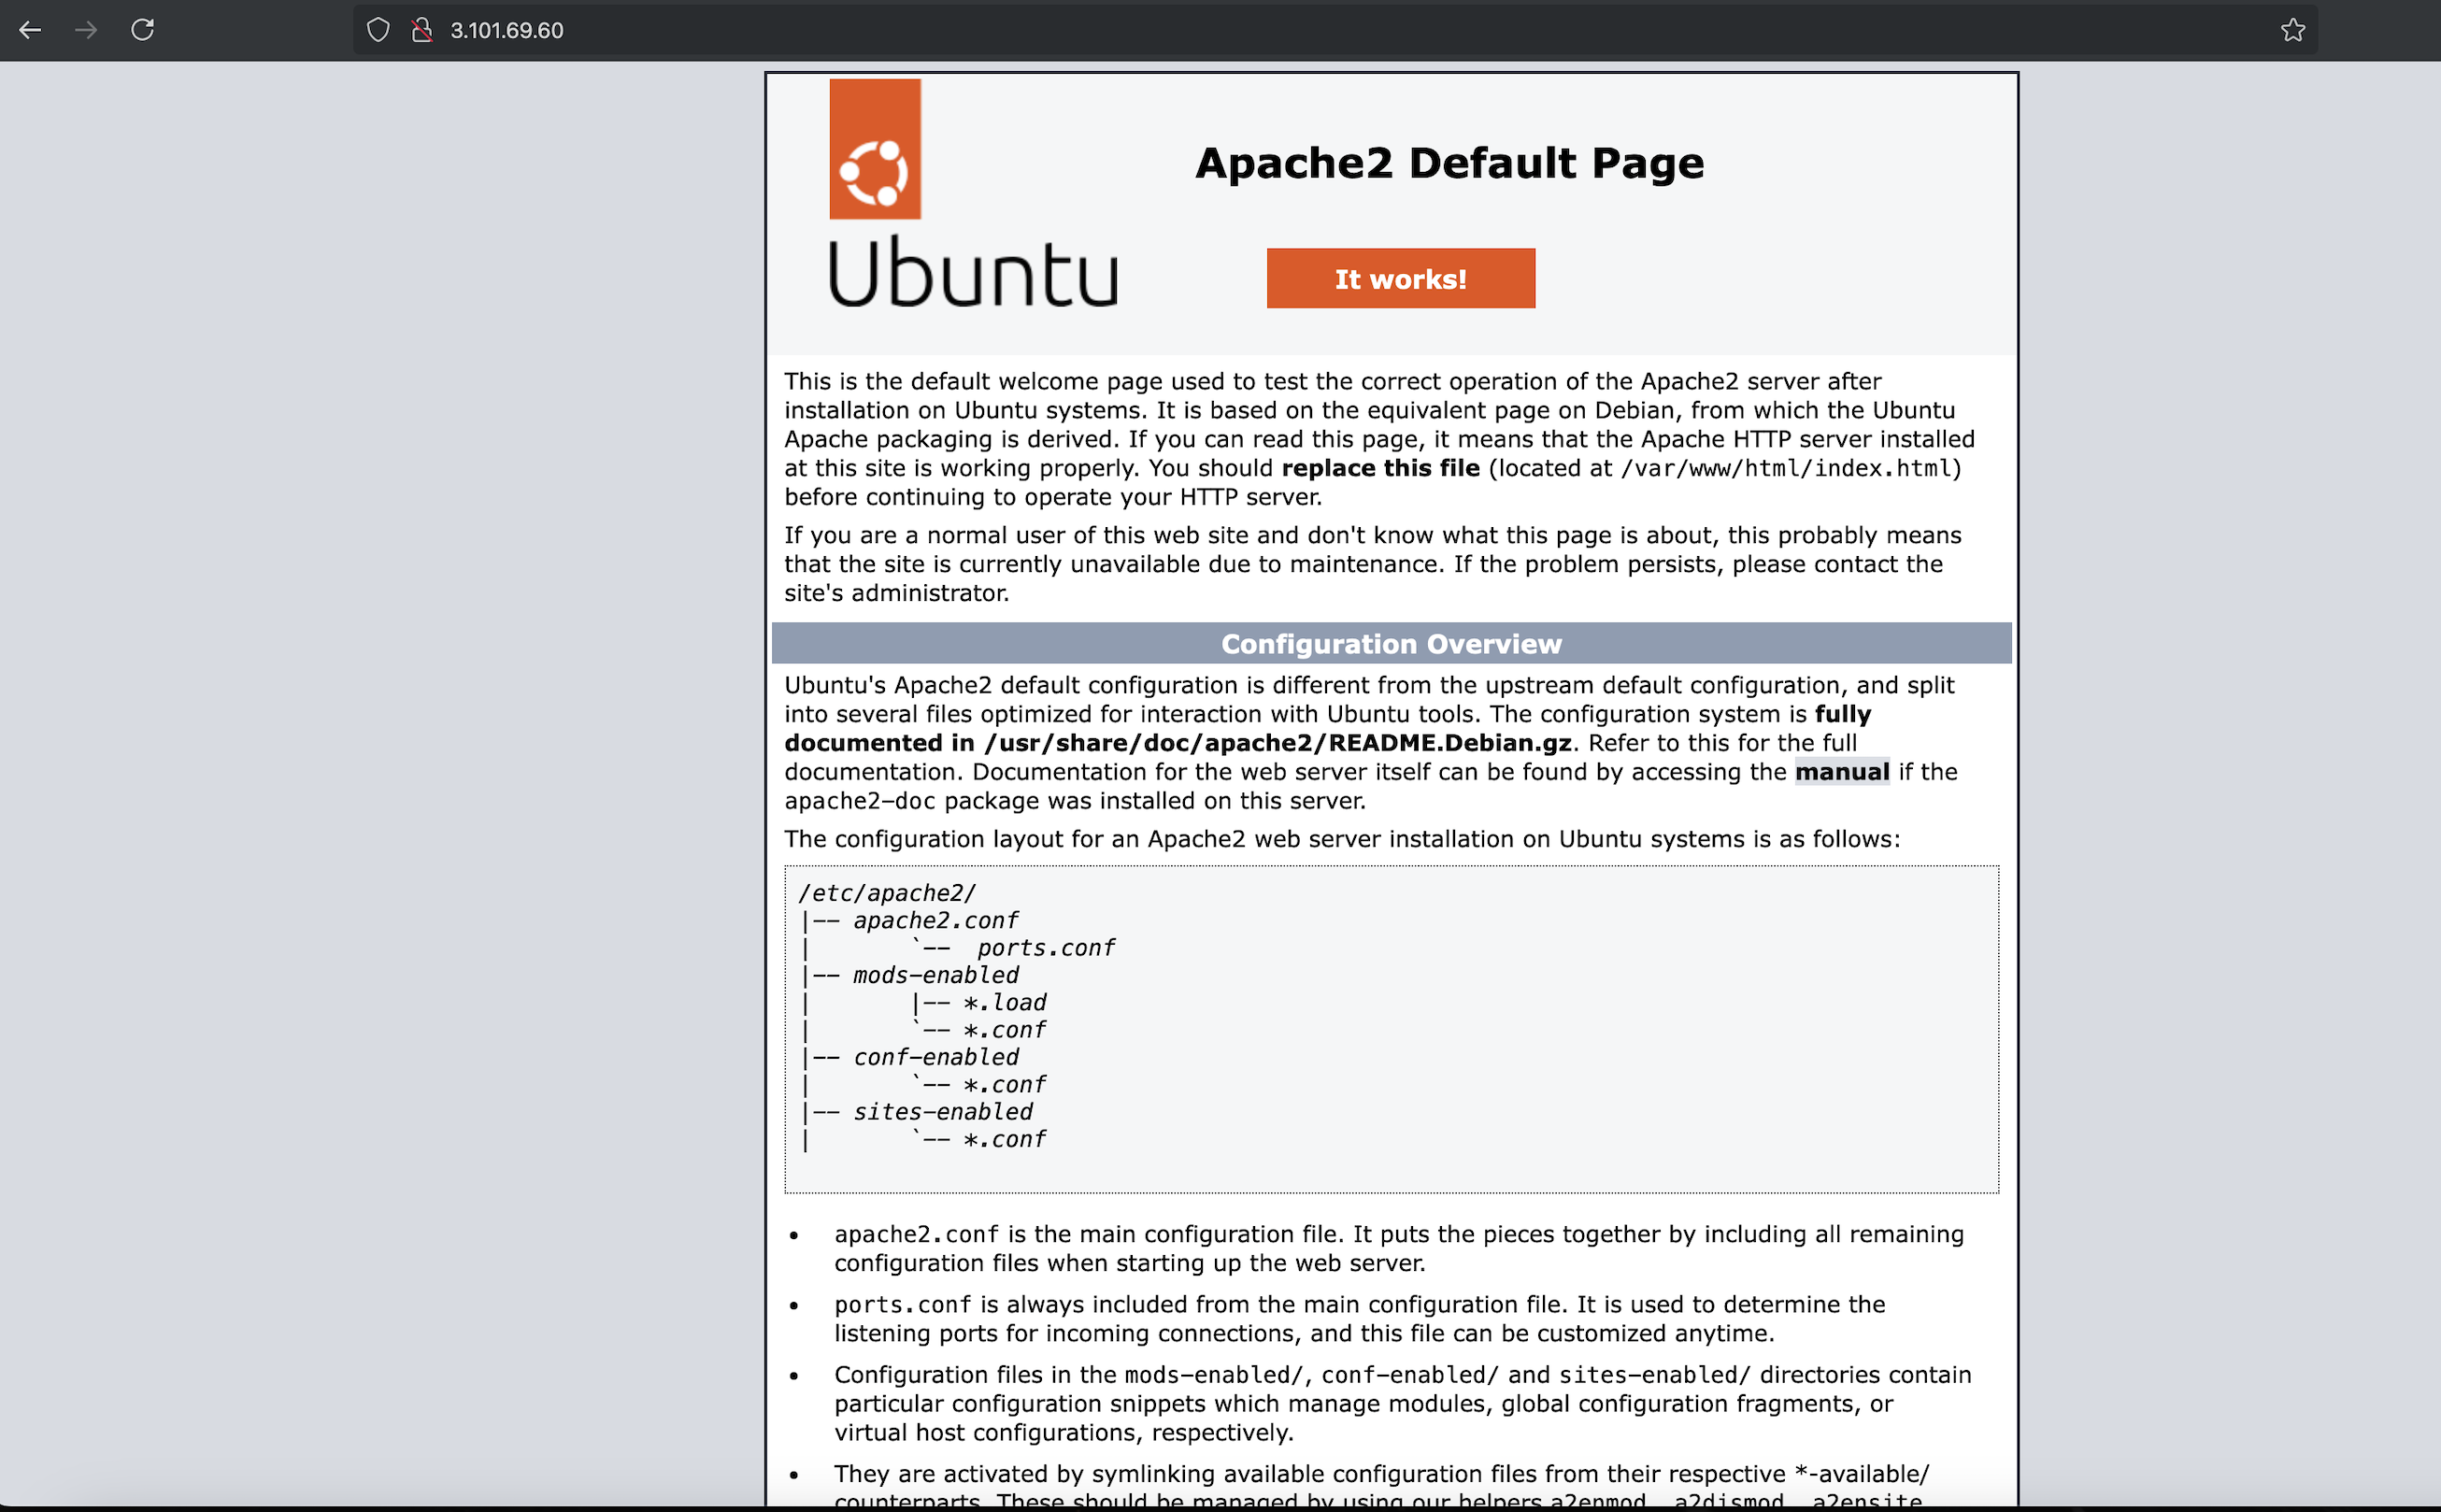 3.101.69.60
Apache2 Default Page
Ubuntu
It works!
This is the default welcome page used to test the correct operation of the Apache2 server after
installation on Ubuntu systems. It is based on the equivalent page on Debian, from which the Ubuntu
Apache packaging is derived. If you can read this page, it means that the Apache HTTP server installed
at this site is working properly. You should replace this file (located at /var/www/html/index.html)
before continuing to operate your HTTP server.
If you are a normal user of this web site and don't know what this page is about, this probably means
that the site is currently unavailable due to maintenance. If the problem persists, please contact the
site's administrator.
Configuration Overview
Ubuntu's Apache2 default configuration is different from the upstream default configuration, and split
into several files optimized for interaction with Ubuntu tools. The configuration system is fully
documented in /usr/share/doc/apache2/README.Debian.gz. Refer to this for the full
documentation. Documentation for the web server itself can be found by accessing the manual if the
apache2-doc package was installed on this server.
The configuration layout for an Apache2 web server installation on Ubuntu systems is as follows:
/etc/apache2/
|-- apache2.conf
|       `--  ports.conf
|-- mods-enabled
|       |-- *.load
|       `-- *.conf
|-- conf-enabled
|       `-- *.conf
|-- sites-enabled
|       `-- *.conf
• apache2.conf is the main configuration file. It puts the pieces together by including all remaining
configuration files when starting up the web server.
• ports.conf is always included from the main configuration file. It is used to determine the
listening ports for incoming connections, and this file can be customized anytime.
• Configuration files in the mods-enabled/, conf-enabled/ and sites-enabled/ directories contain
particular configuration snippets which manage modules, global configuration fragments, or
virtual host configurations, respectively.
• They are activated by symlinking available configuration files from their respective *-available/
counterparts. These should be managed by using our helpers a2enmod, a2dismod, a2ensite,